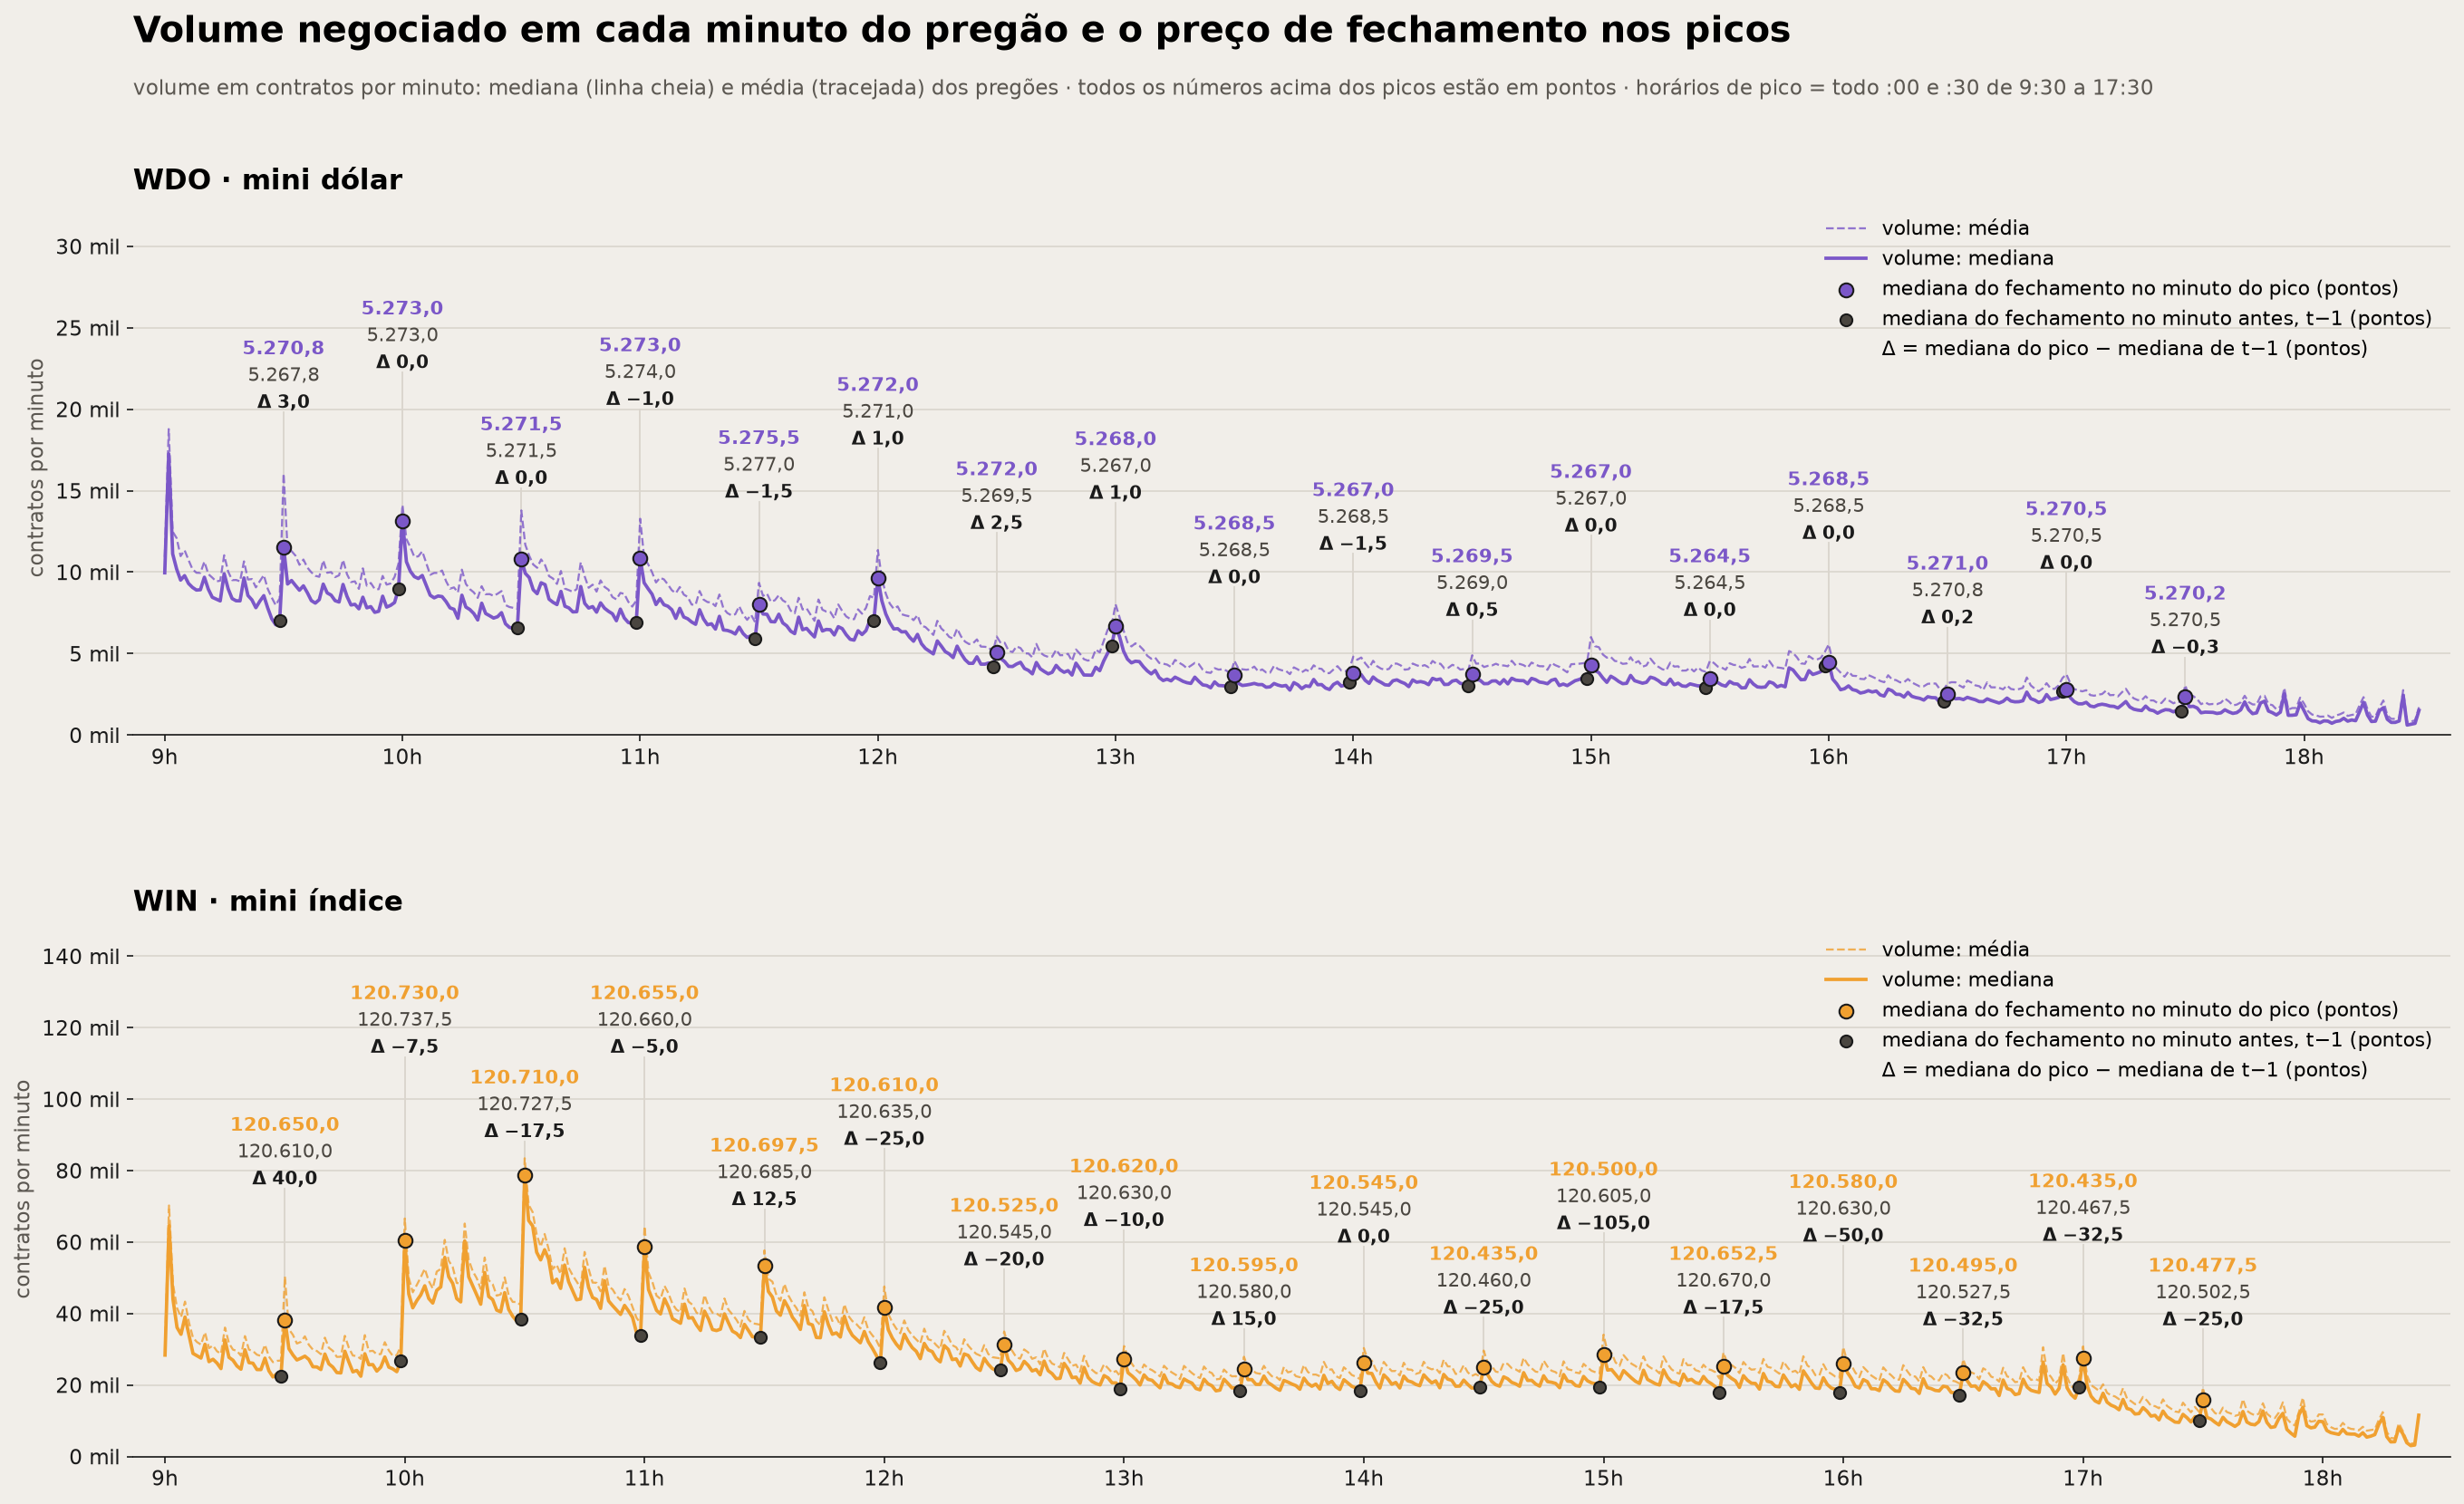 Volume negociado em cada minuto do pregão e o preço de fechamento nos picos
volume em contratos por minuto: mediana (linha cheia) e média (tracejada) dos pregões · todos os números acima dos picos estão em pontos · horários de pico = todo :00 e :30 de 9:30 a 17:30
WDO · mini dólar
contratos por minuto
30 mil
25 mil
20 mil
15 mil
10 mil
5 mil
0 mil
volume: média
volume: mediana
mediana do fechamento no minuto do pico (pontos)
mediana do fechamento no minuto antes, t−1 (pontos)
Δ = mediana do pico − mediana de t−1 (pontos)
5.270,8
5.267,8
Δ 3,0
5.273,0
5.273,0
Δ 0,0
5.271,5
5.271,5
Δ 0,0
5.273,0
5.274,0
Δ −1,0
5.275,5
5.277,0
Δ −1,5
5.272,0
5.271,0
Δ 1,0
5.272,0
5.269,5
Δ 2,5
5.268,0
5.267,0
Δ 1,0
5.268,5
5.268,5
Δ 0,0
5.267,0
5.268,5
Δ −1,5
5.269,5
5.269,0
Δ 0,5
5.267,0
5.267,0
Δ 0,0
5.264,5
5.264,5
Δ 0,0
5.268,5
5.268,5
Δ 0,0
5.271,0
5.270,8
Δ 0,2
5.270,5
5.270,5
Δ 0,0
5.270,2
5.270,5
Δ −0,3
9h
10h
11h
12h
13h
14h
15h
16h
17h
18h
WIN · mini índice
contratos por minuto
140 mil
120 mil
100 mil
80 mil
60 mil
40 mil
20 mil
0 mil
volume: média
volume: mediana
mediana do fechamento no minuto do pico (pontos)
mediana do fechamento no minuto antes, t−1 (pontos)
Δ = mediana do pico − mediana de t−1 (pontos)
120.650,0
120.610,0
Δ 40,0
120.730,0
120.737,5
Δ −7,5
120.710,0
120.727,5
Δ −17,5
120.655,0
120.660,0
Δ −5,0
120.697,5
120.685,0
Δ 12,5
120.610,0
120.635,0
Δ −25,0
120.525,0
120.545,0
Δ −20,0
120.620,0
120.630,0
Δ −10,0
120.595,0
120.580,0
Δ 15,0
120.545,0
120.545,0
Δ 0,0
120.435,0
120.460,0
Δ −25,0
120.500,0
120.605,0
Δ −105,0
120.652,5
120.670,0
Δ −17,5
120.580,0
120.630,0
Δ −50,0
120.495,0
120.527,5
Δ −32,5
120.435,0
120.467,5
Δ −32,5
120.477,5
120.502,5
Δ −25,0
9h
10h
11h
12h
13h
14h
15h
16h
17h
18h